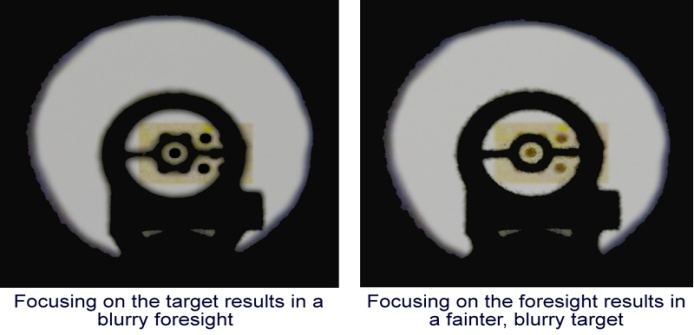 Focusing on the target results in a
blurry foresight
Focusing on the foresight results in
a fainter, blurry target